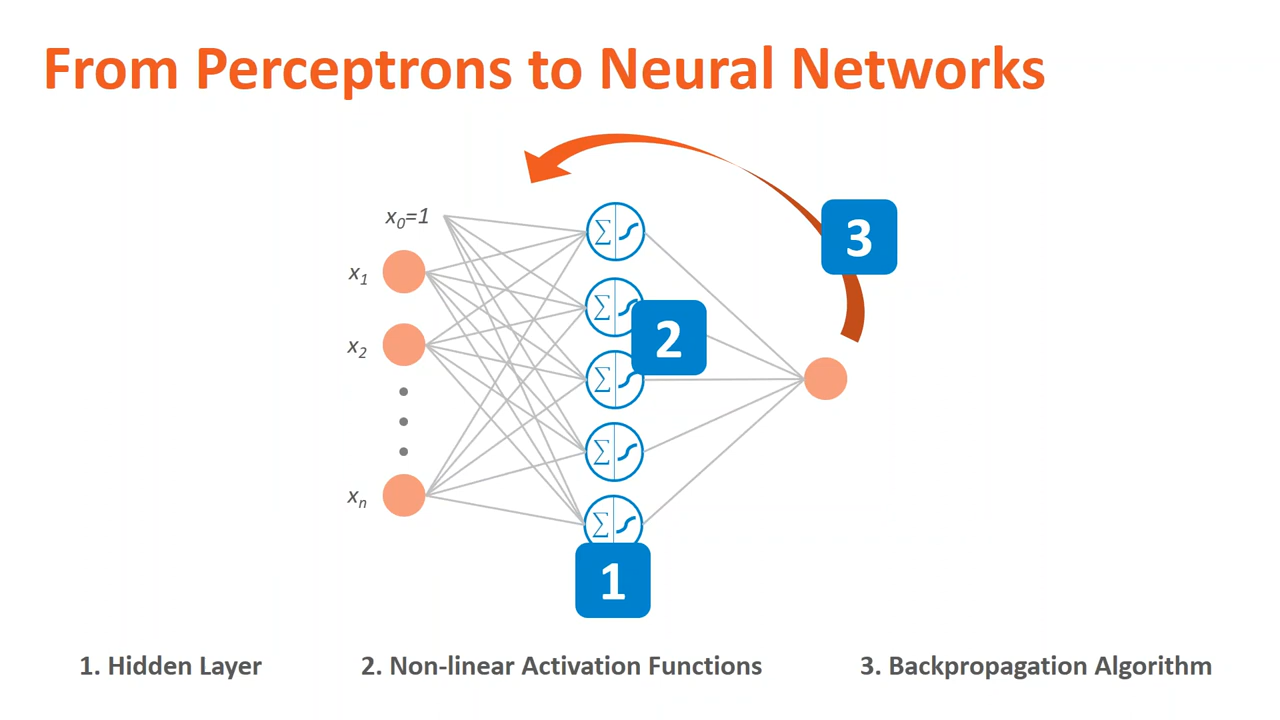 From Perceptrons to Neural Networks
x₀=1
x₁
x₂
xₙ
∑
∑
∑
∑
∑
3
2
1
1. Hidden Layer
2. Non-linear Activation Functions
3. Backpropagation Algorithm